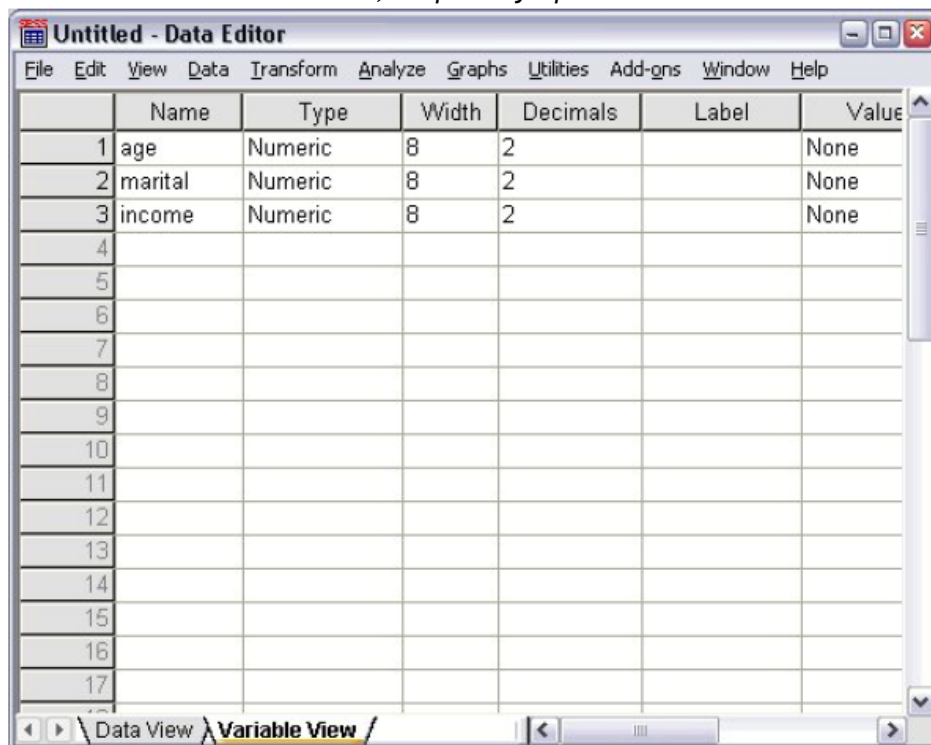 Untitled - Data Editor
File Edit View Data Transform Analyze Graphs Utilities Add-ons Window Help
Name Type Width Decimals Label Value
1 age Numeric 8 2 None
2 marital Numeric 8 2 None
3 income Numeric 8 2 None
4
5
6
7
8
9
10
11
12
13
14
15
16
17
Data View Variable View